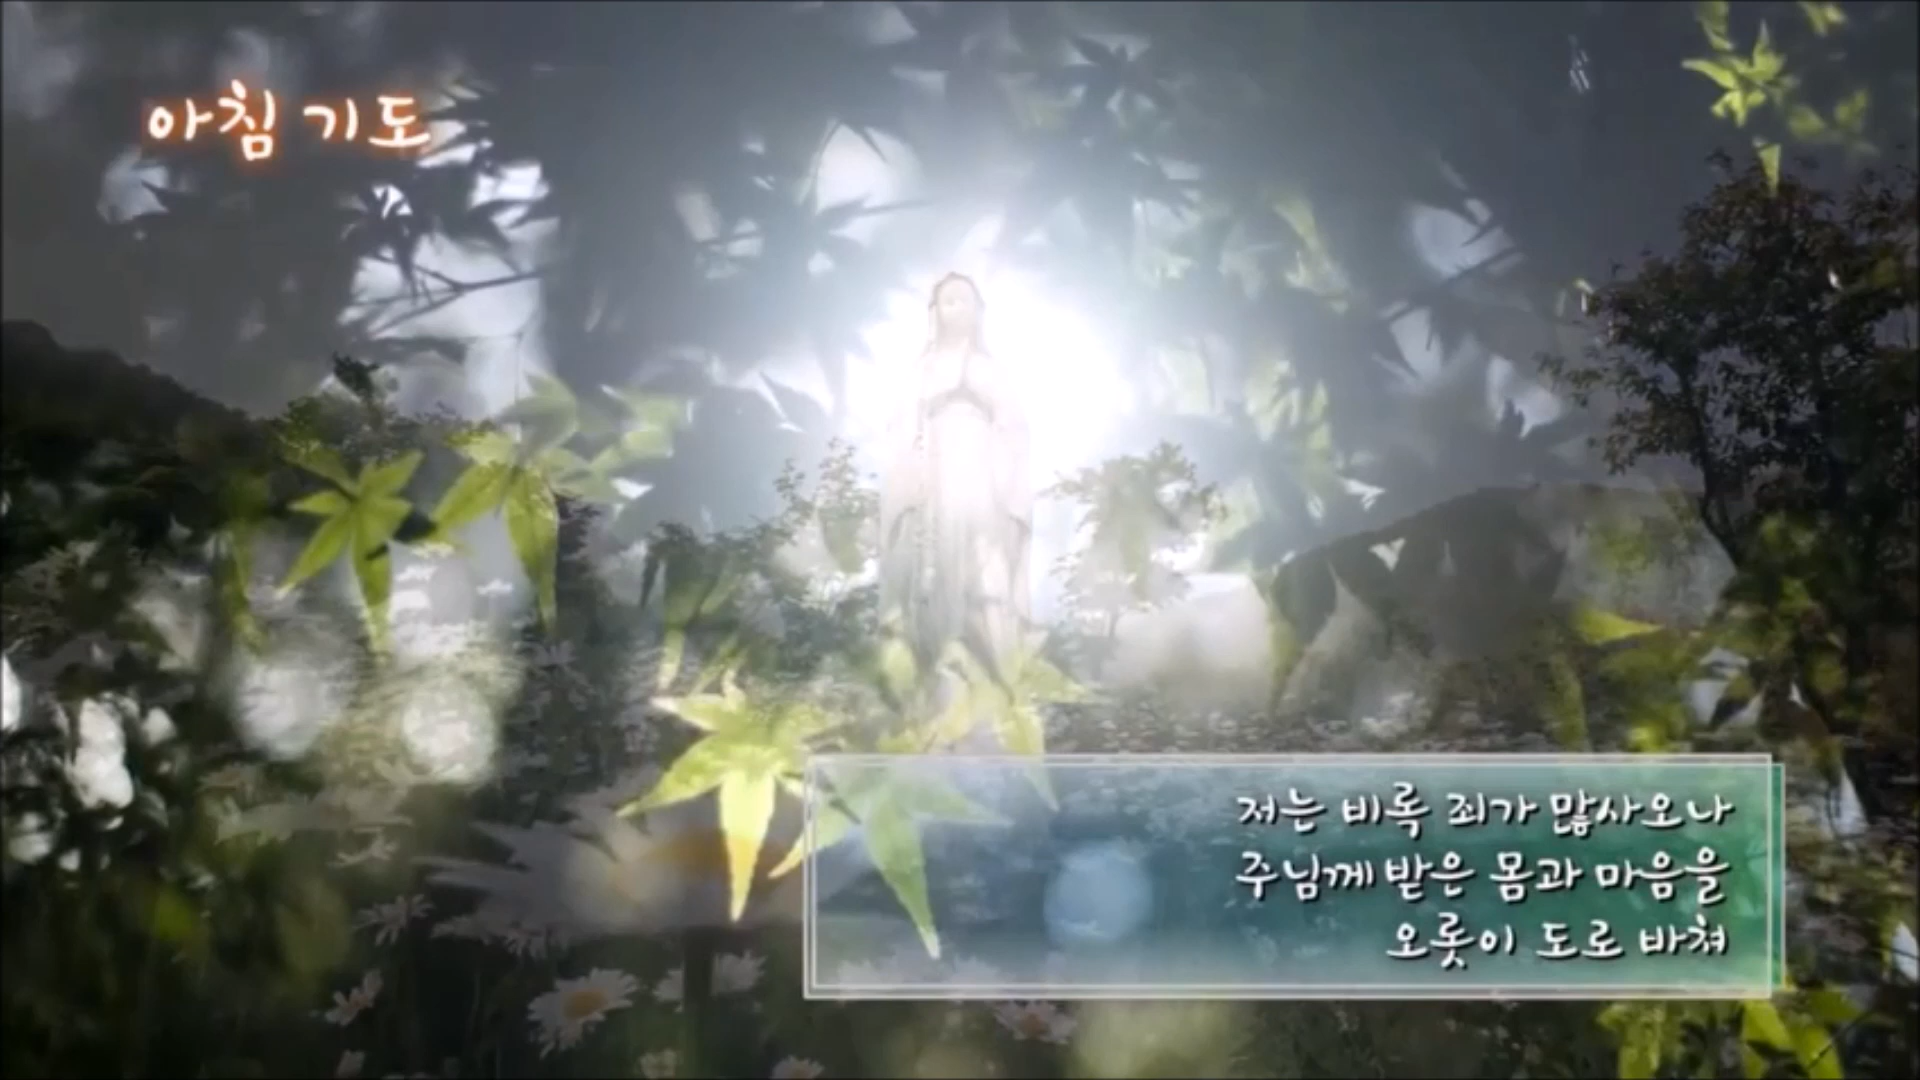 아침 기도
저는 비록 죄가 많사오나
주님께 받은 몸과 마음을
오롯이 도로 바쳐